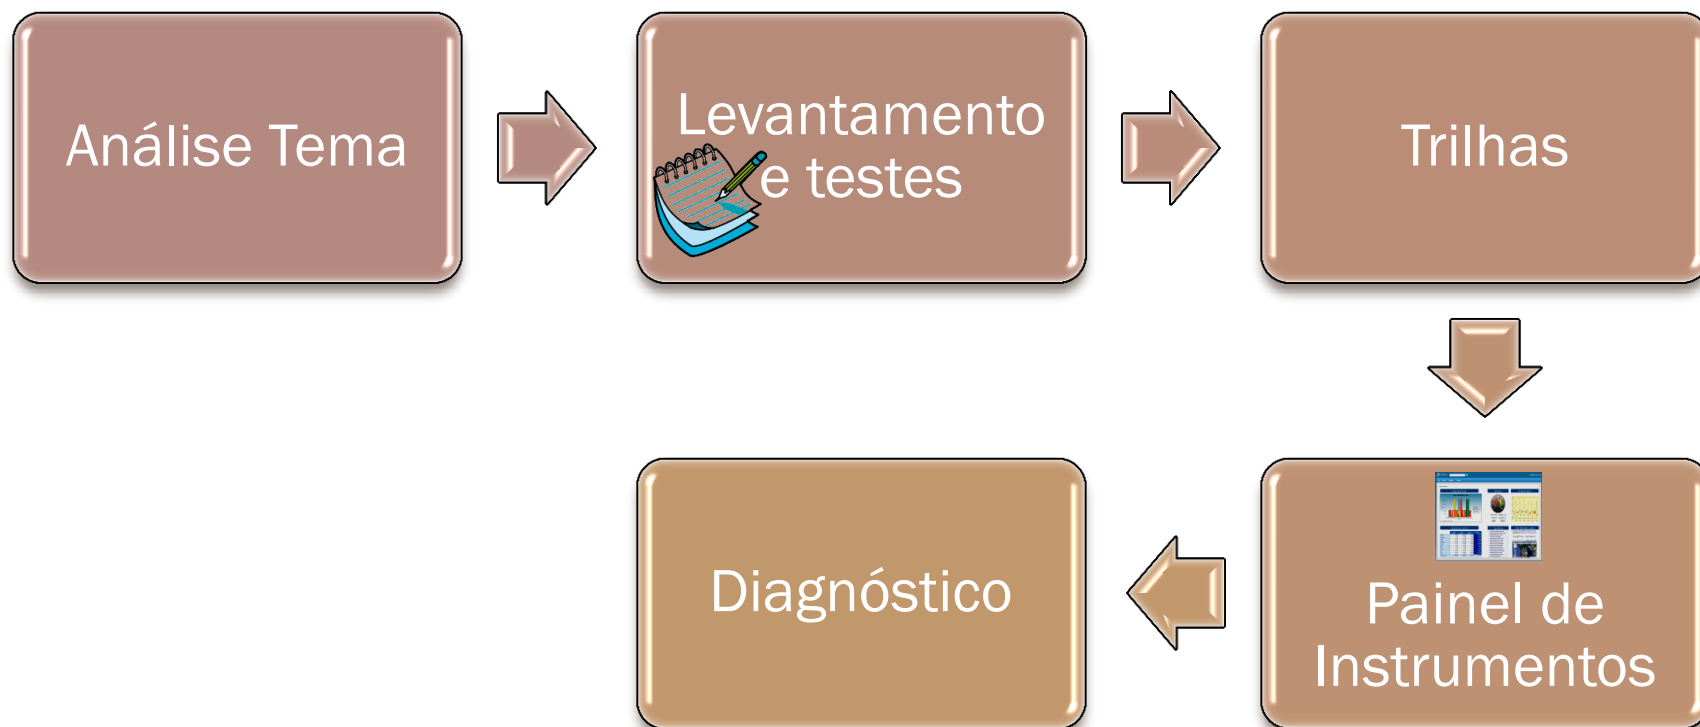 Análise Tema
Levantamento
e testes
Trilhas
Painel de
Instrumentos
Diagnóstico